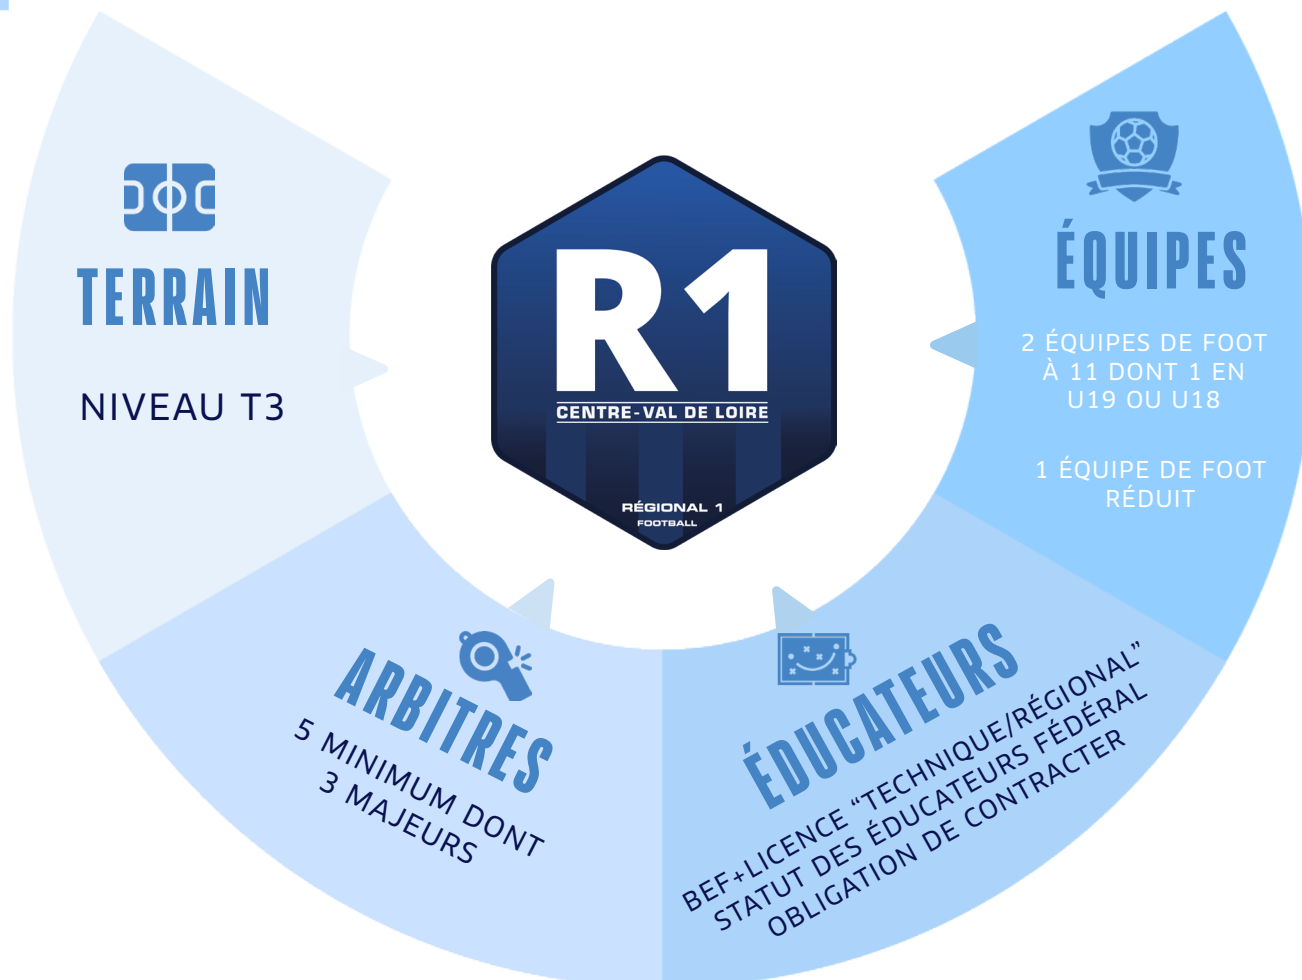 TERRAIN
NIVEAU T3
ARBITRES
5 MINIMUM DONT
3 MAJEURS
R1
CENTRE-VAL DE LOIRE
RÉGIONAL 1
FOOTBALL
ÉDUCATEURS
BEF+LICENCE “TECHNIQUE/RÉGIONAL”
STATUT DES ÉDUCATEURS FÉDÉRAL
OBLIGATION DE CONTRACTER
ÉQUIPES
2 ÉQUIPES DE FOOT
À 11 DONT 1 EN
U19 OU U18
1 ÉQUIPE DE FOOT
RÉDUIT